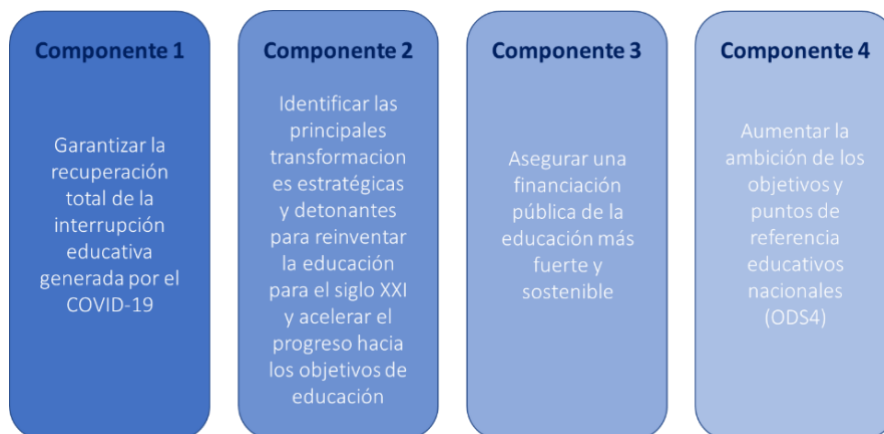 Componente 1
Garantizar la
recuperación
total de la
interrupción
educativa
generada por el
COVID-19
Componente 2
Identificar las
principales
transformacion
es estratégicas
y detonantes
para reinventar
la educación
para el siglo XXI
y acelerar el
progreso hacia
los objetivos de
educación
Componente 3
Asegurar una
financiación
pública de la
educación más
fuerte y
sostenible
Componente 4
Aumentar la
ambición de los
objetivos y
puntos de
referencia
educativos
nacionales
(ODS4)